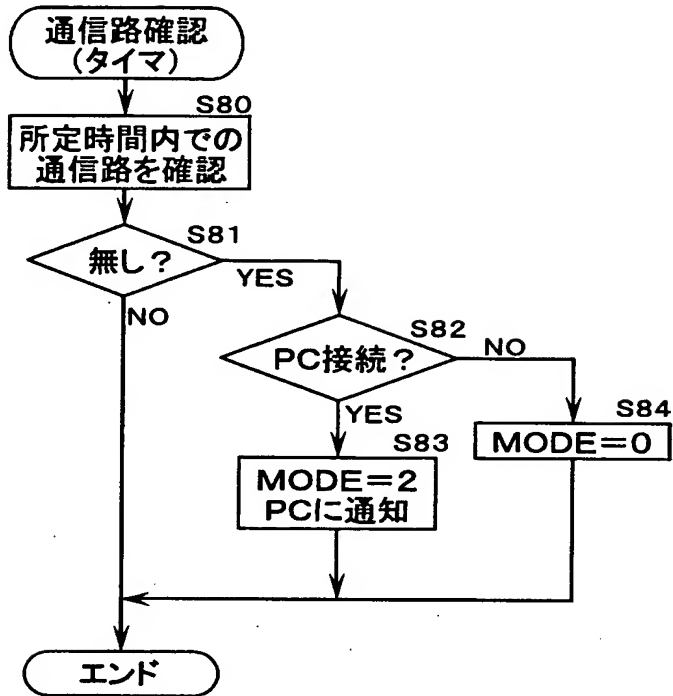 通信路確認
(タイマ)
S80
所定時間内での
通信路を確認
S81
無し?
YES
NO
S82
PC接続?
NO
YES
S84
MODE=0
S83
MODE=2
PCに通知
エンド